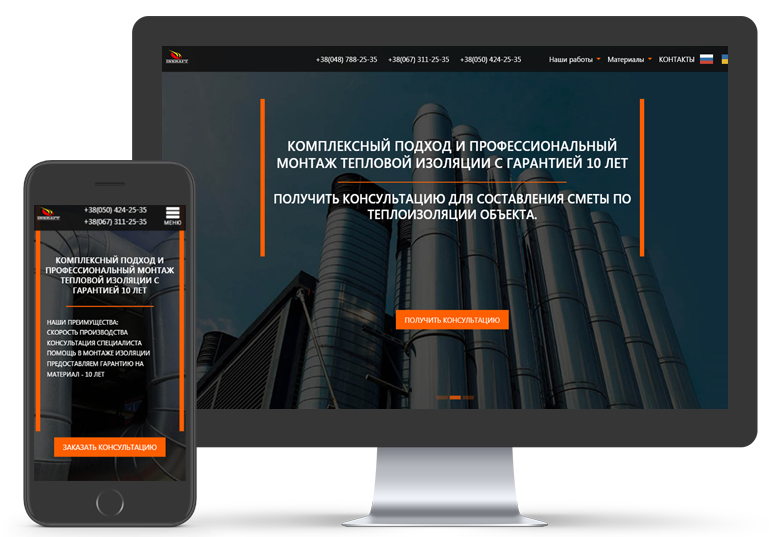 +38(048) 788-25-35 +38(067) 311-25-35 +38(050) 424-25-35 Наши работы Материалы КОНТАКТЫ
КОМПЛЕКСНЫЙ ПОДХОД И ПРОФЕССИОНАЛЬНЫЙ
МОНТАЖ ТЕПЛОВОЙ ИЗОЛЯЦИИ С ГАРАНТИЕЙ 10 ЛЕТ
ПОЛУЧИТЬ КОНСУЛЬТАЦИЮ ДЛЯ СОСТАВЛЕНИЯ СМЕТЫ ПО
ТЕПЛОИЗОЛЯЦИИ ОБЪЕКТА.
ПОЛУЧИТЬ КОНСУЛЬТАЦИЮ
+38(050) 424-25-35
+38(067) 311-25-35
МЕНЮ
КОМПЛЕКСНЫЙ ПОДХОД И
ПРОФЕССИОНАЛЬНЫЙ МОНТАЖ
ТЕПЛОВОЙ ИЗОЛЯЦИИ С
ГАРАНТИЕЙ 10 ЛЕТ
НАШИ ПРЕИМУЩЕСТВА:
СКОРОСТЬ ПРОИЗВОДСТВА
КОНСУЛЬТАЦИЯ СПЕЦИАЛИСТА
ПОМОЩЬ В МОНТАЖЕ ИЗОЛЯЦИИ
ПРЕДОСТАВЛЯЕМ ГАРАНТИЮ НА
МАТЕРИАЛ - 10 ЛЕТ
ЗАКАЗАТЬ КОНСУЛЬТАЦИЮ